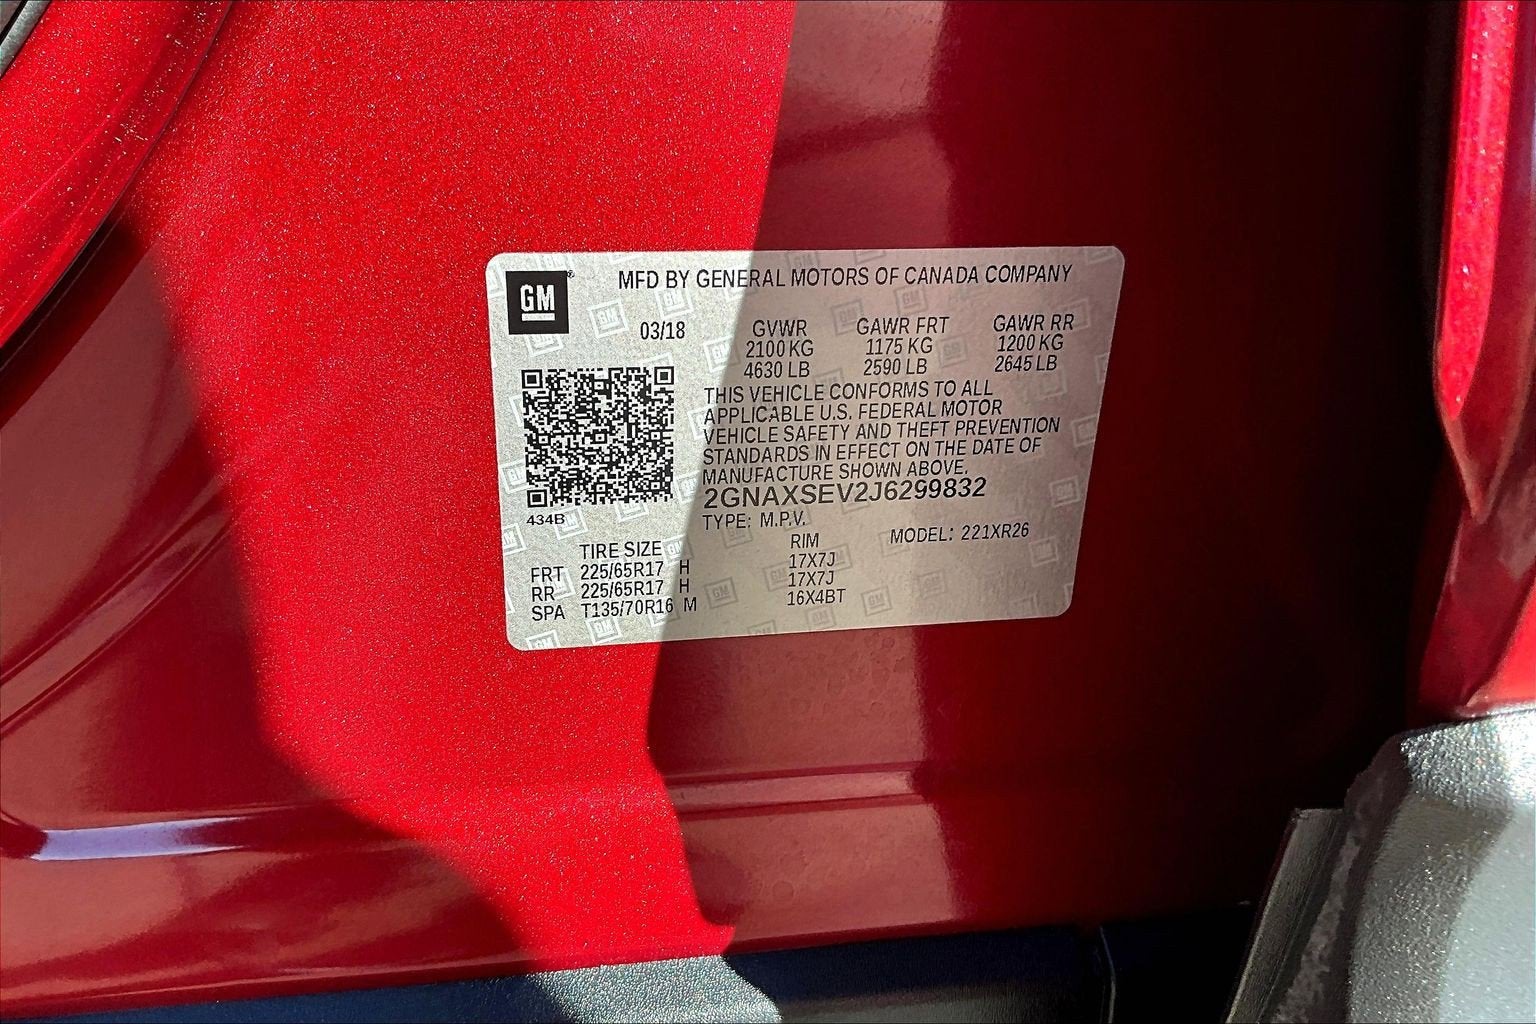 GM
MFD BY GENERAL MOTORS OF CANADA COMPANY
03/18 GVWR GAWR FRT GAWR RR
2100 KG 1175 KG 1200 KG
4630 LB 2590 LB 2645 LB
THIS VEHICLE CONFORMS TO ALL
APPLICABLE U.S. FEDERAL MOTOR
VEHICLE SAFETY AND THEFT PREVENTION
STANDARDS IN EFFECT ON THE DATE OF
MANUFACTURE SHOWN ABOVE.
2GNAXSEV2J6299832
434B
TYPE: M.P.V. MODEL: 221XR26
TIRE SIZE RIM
FRT 225/65R17 H 17X7J
RR 225/65R17 H 17X7J
SPA T135/70R16 M 16X4BT